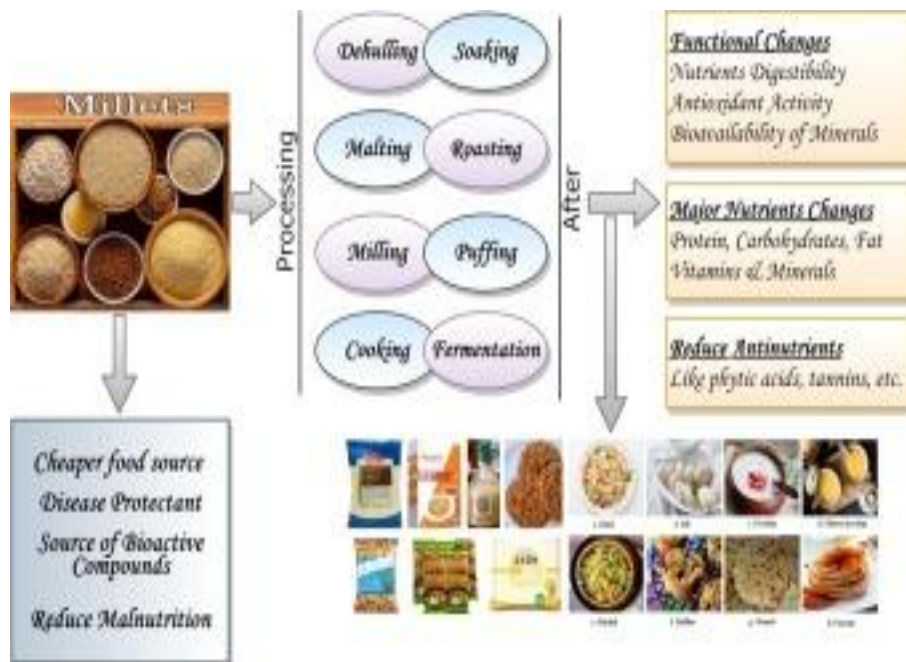 Millets
Processing
Dehulling
Soaking
Malting
Roasting
Milling
Puffing
Cooking
Fermentation
After
Functional Changes
Nutrients Digestibility
Antioxidant Activity
Bioavailability of Minerals
Major Nutrients Changes
Protein, Carbohydrates, Fat
Vitamins & Minerals
Reduce Antinutrients
Like phytic acids, tannins, etc.
Cheaper food source
Disease Protectant
Source of Bioactive
Compounds
Reduce Malnutrition